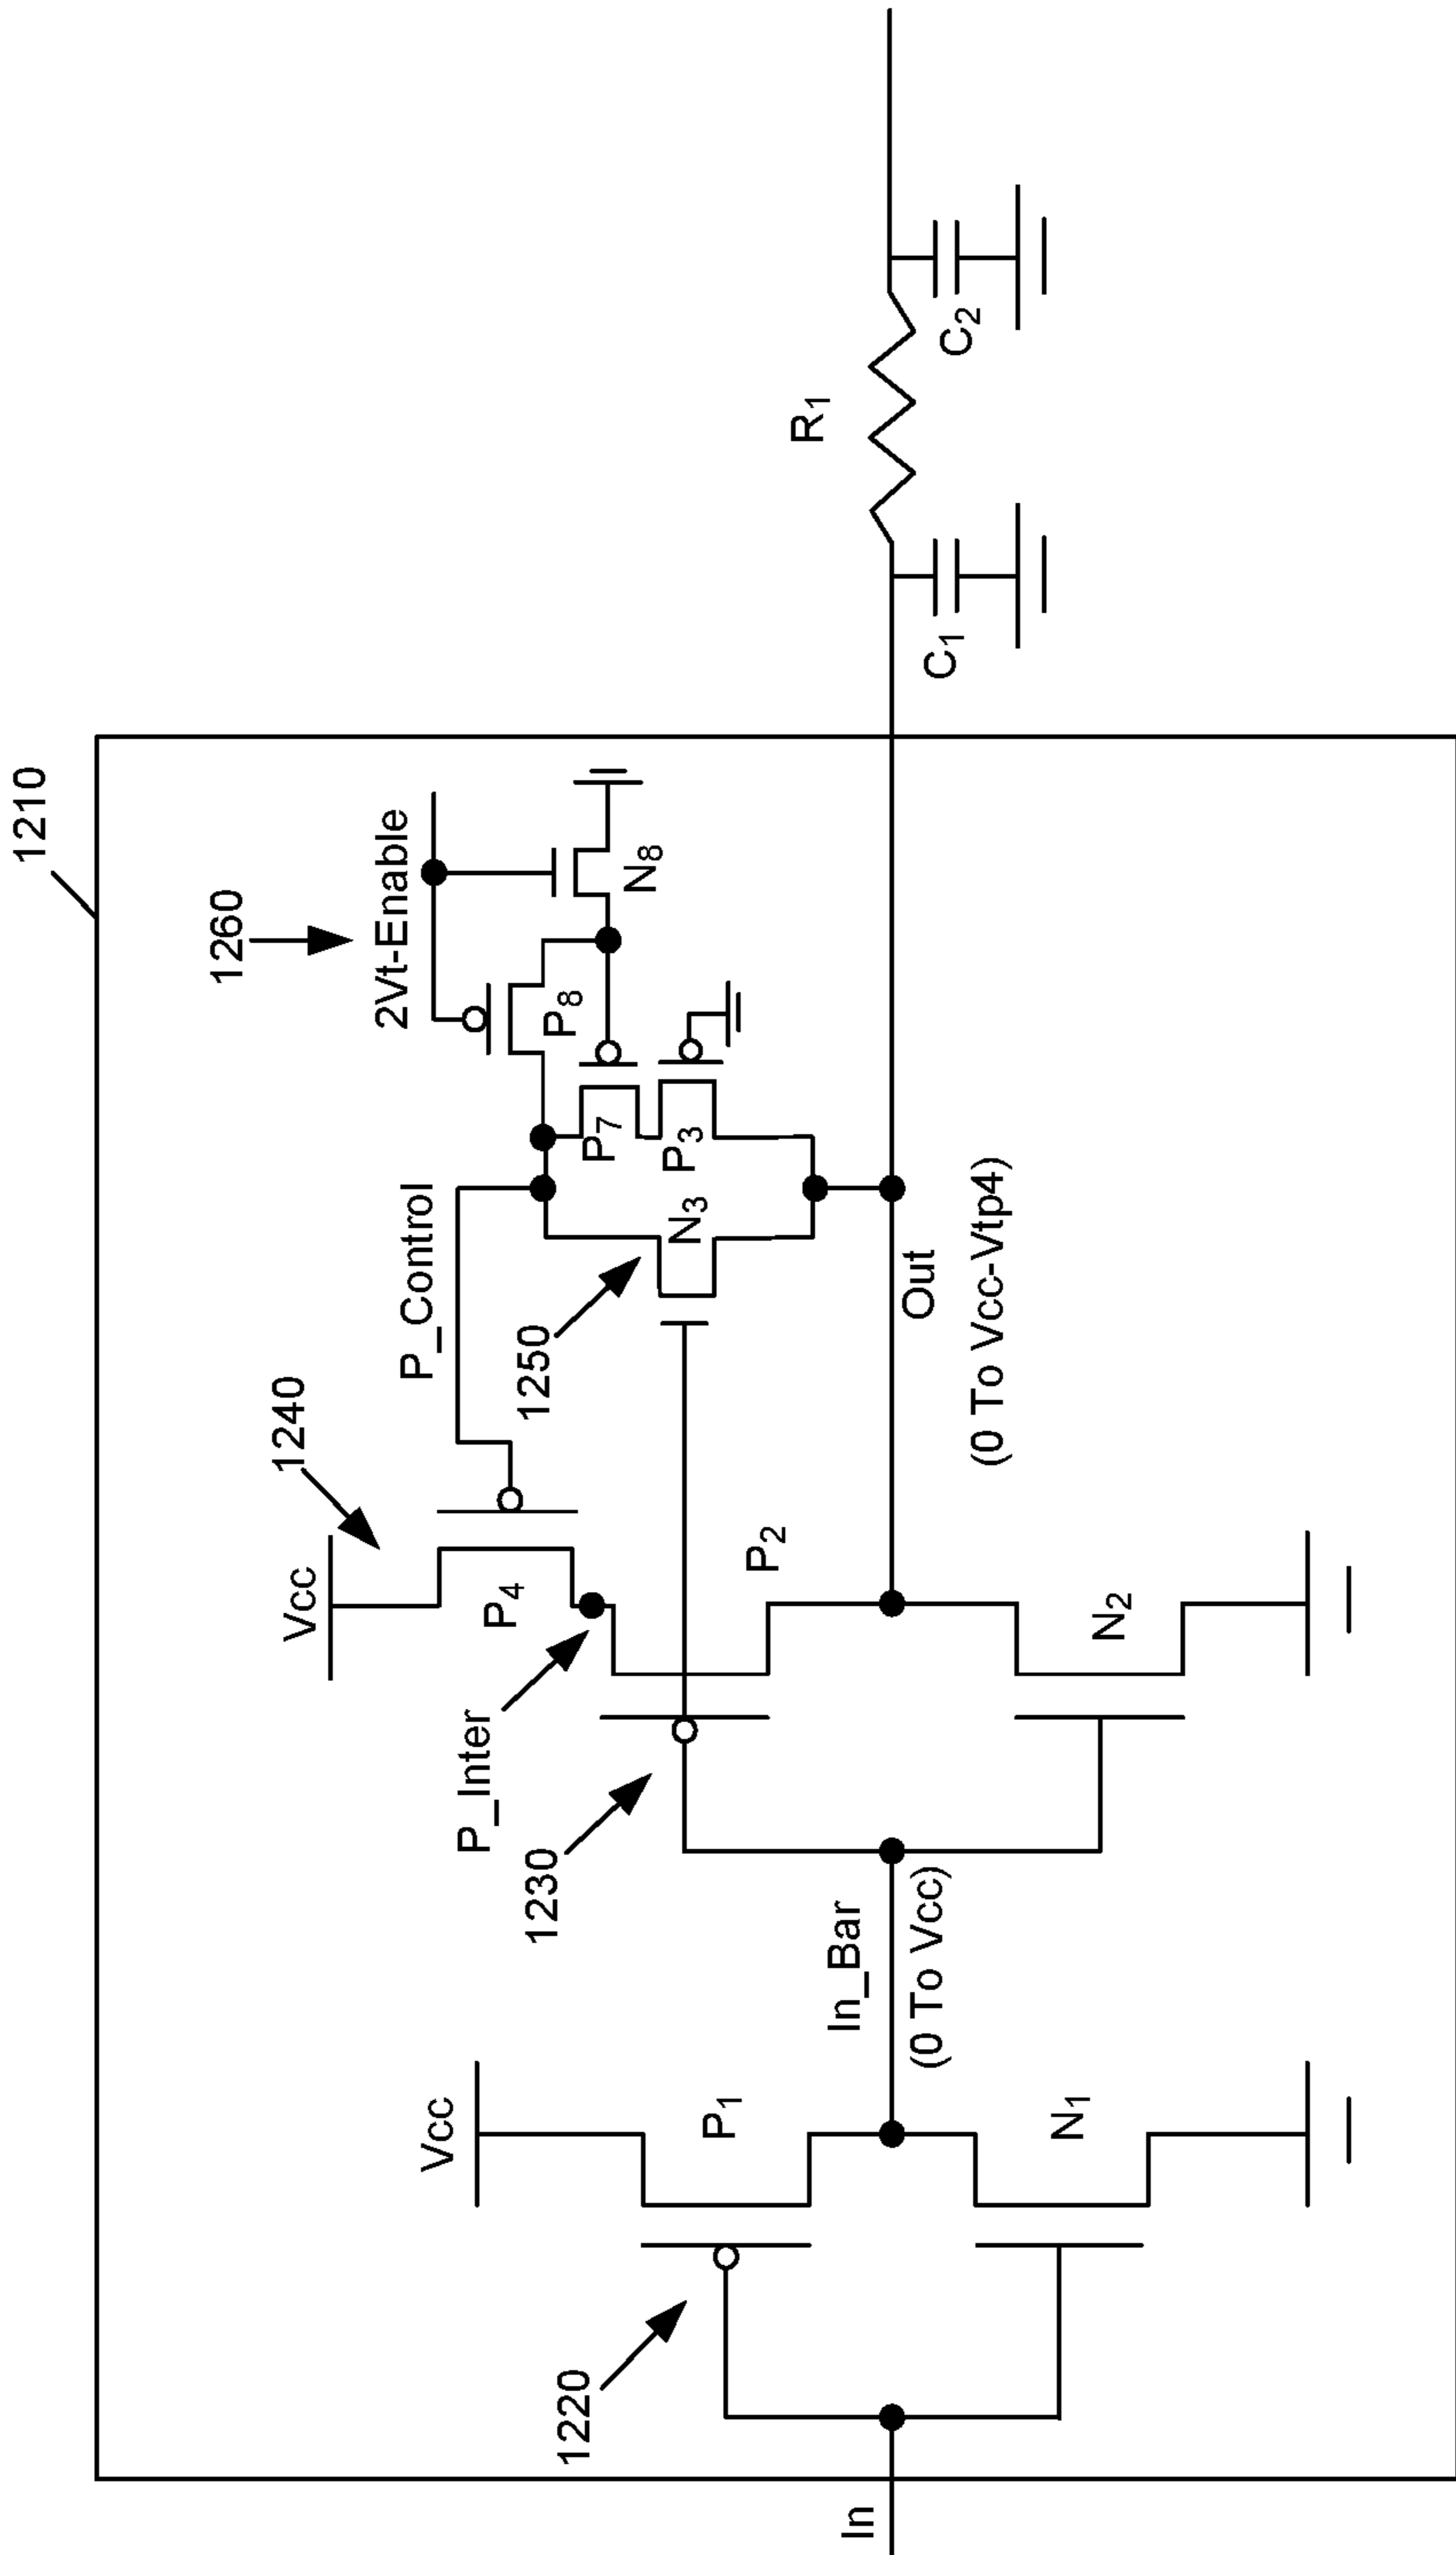 1210
1260
2Vt-Enable
N8
P8
P7
P3
N3
P_Control
1250
1240
Vcc
P4
P_Inter
1230
P2
N2
Out
(0 To Vcc-Vtp4)
R1
C1
C2
In_Bar
(0 To Vcc)
Vcc
P1
N1
1220
In